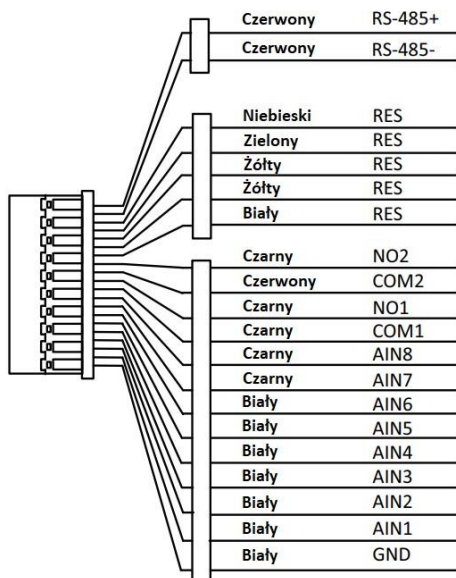 Czerwony RS-485+
Czerwony RS-485-
Niebieski RES
Zielony RES
Żółty RES
Żółty RES
Biały RES
Czarny NO2
Czerwony COM2
Czarny NO1
Czarny COM1
Czarny AIN8
Czarny AIN7
Biały AIN6
Biały AIN5
Biały AIN4
Biały AIN3
Biały AIN2
Biały AIN1
Biały GND